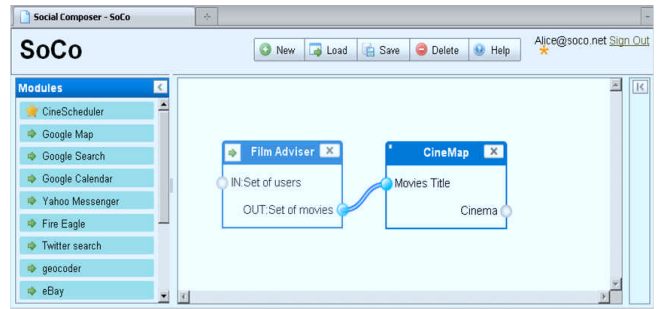 Social Composer - SoCo
SoCo
New Load Save Delete Help
Alice@soco.net Sign Out
Modules
CineScheduler
Google Map
Google Search
Google Calendar
Yahoo Messenger
Fire Eagle
Twitter search
geocoder
eBay
Film Adviser
IN:Set of users
OUT:Set of movies
CineMap
Movies Title
Cinema